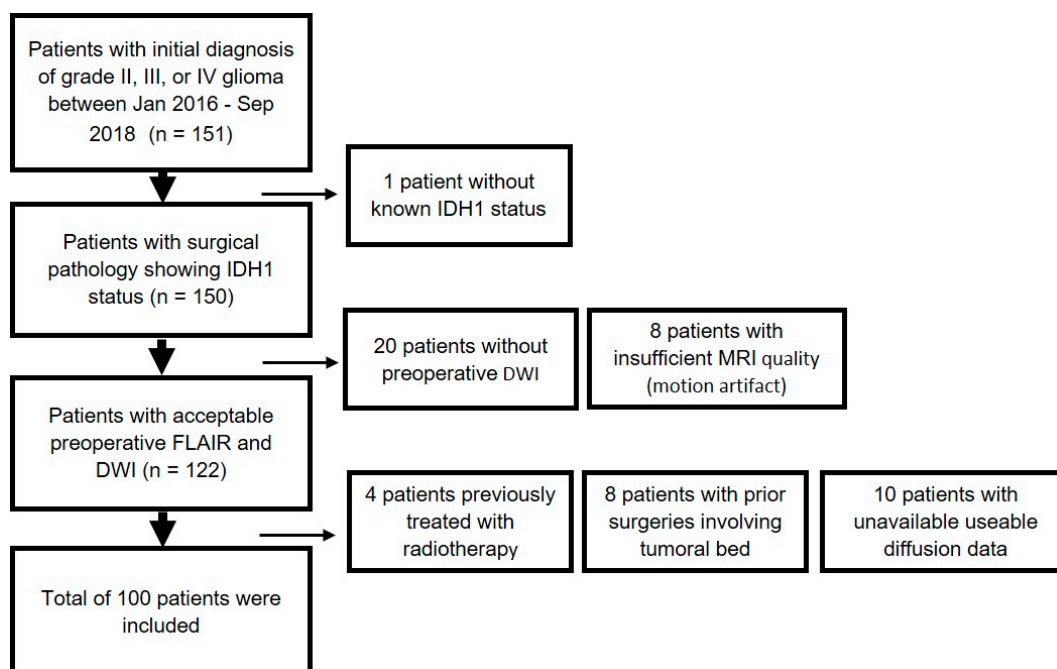 Patients with initial diagnosis
of grade II, III, or IV glioma
between Jan 2016 - Sep
2018 (n = 151)
1 patient without
known IDH1 status
Patients with surgical
pathology showing IDH1
status (n = 150)
20 patients without
preoperative DWI
8 patients with
insufficient MRI quality
(motion artifact)
Patients with acceptable
preoperative FLAIR and
DWI (n = 122)
4 patients previously
treated with
radiotherapy
8 patients with prior
surgeries involving
tumoral bed
10 patients with
unavailable useable
diffusion data
Total of 100 patients were
included